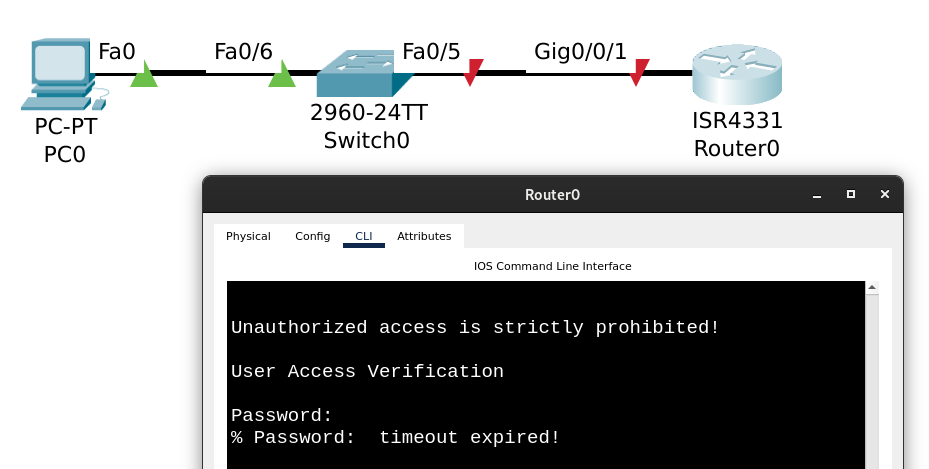 Fa0 Fa0/6 Fa0/5 Gig0/0/1
PC-PT
PC0
2960-24TT
Switch0
ISR4331
Router0
Router0
Physical Config CLI Attributes
IOS Command Line Interface
Unauthorized access is strictly prohibited!
User Access Verification
Password:
% Password:  timeout expired!